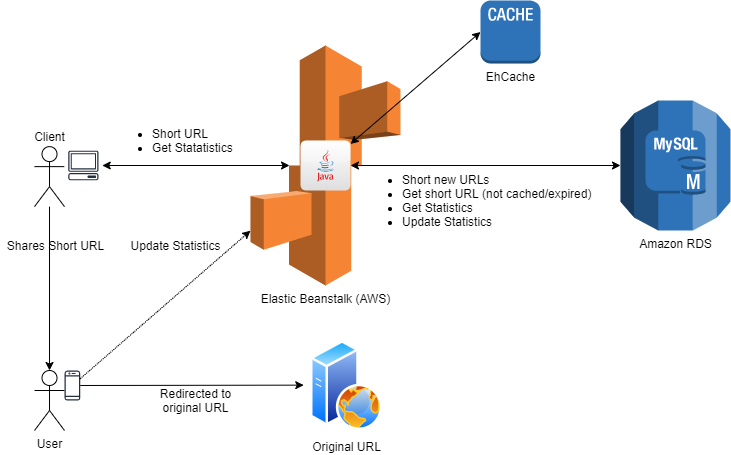 CACHE
EhCache
Client
• Short URL
• Get Statatistics
Java
MySQL
M
• Short new URLs
• Get short URL (not cached/expired)
• Get Statistics
• Update Statistics
Shares Short URL
Update Statistics
Amazon RDS
Elastic Beanstalk (AWS)
Redirected to
original URL
User
Original URL